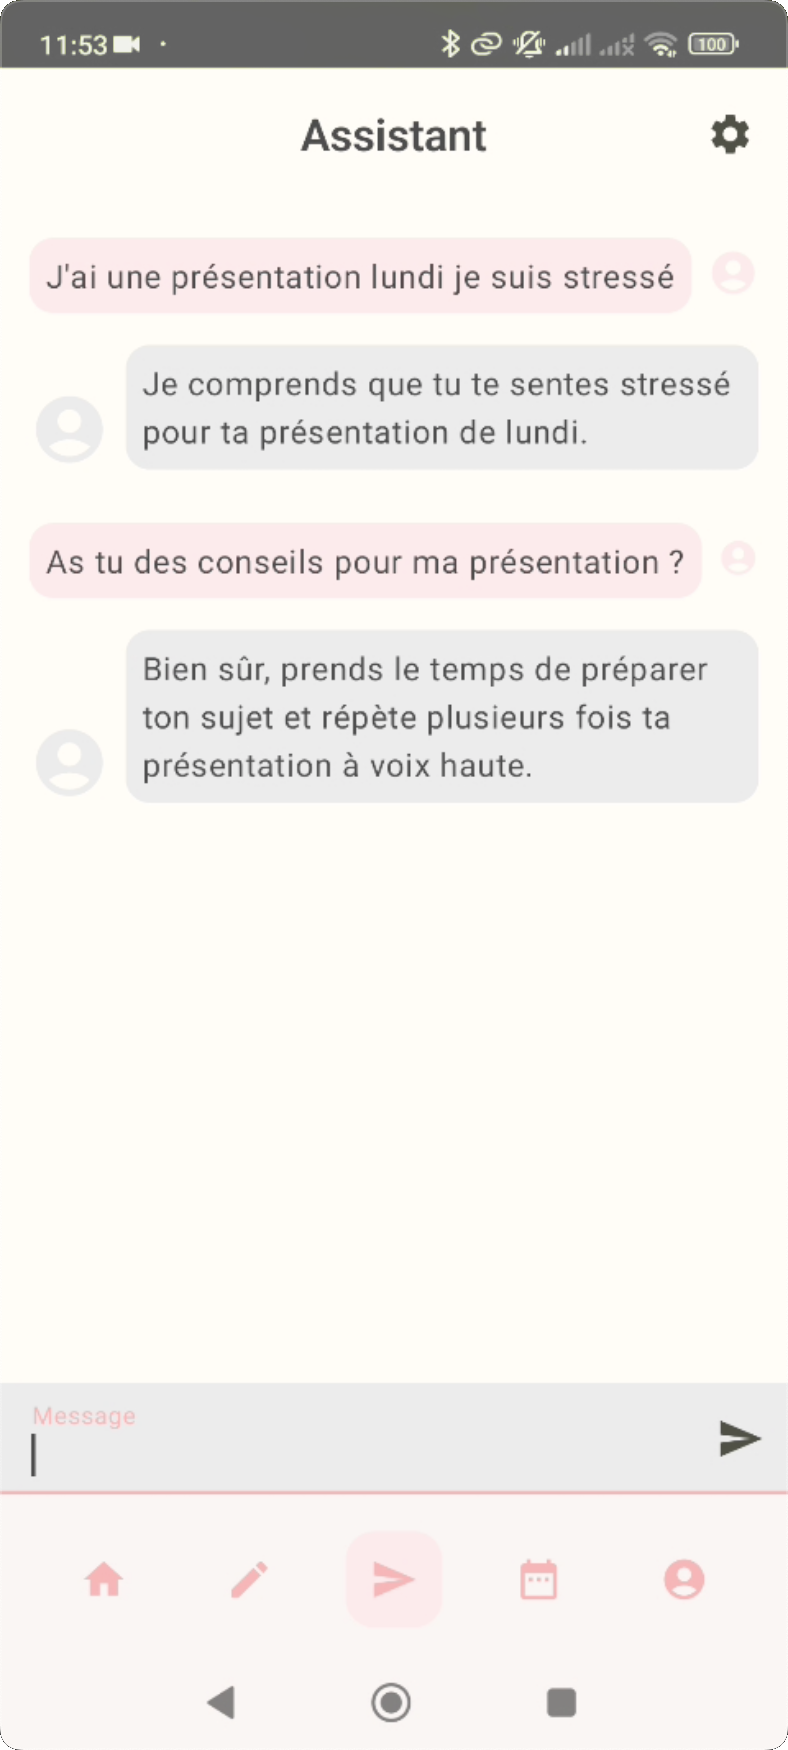 11:53
100
Assistant
J'ai une présentation lundi je suis stressé
Je comprends que tu te sentes stressé
pour ta présentation de lundi.
As tu des conseils pour ma présentation ?
Bien sûr, prends le temps de préparer
ton sujet et répète plusieurs fois ta
présentation à voix haute.
Message